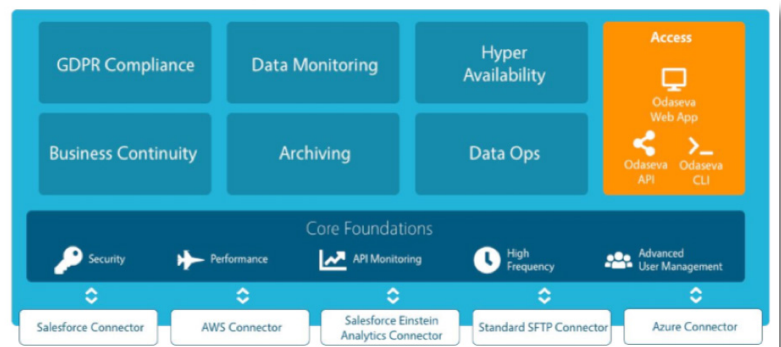 GDPR Compliance
Data Monitoring
Hyper
Availability
Access
Odaseva
Web App
Business Continuity
Archiving
Data Ops
Odaseva
API
Odaseva
CLI
Core Foundations
Security
Performance
API Monitoring
High
Frequency
Advanced
User Management
Salesforce Connector
AWS Connector
Salesforce Einstein
Analytics Connector
Standard SFTP Connector
Azure Connector